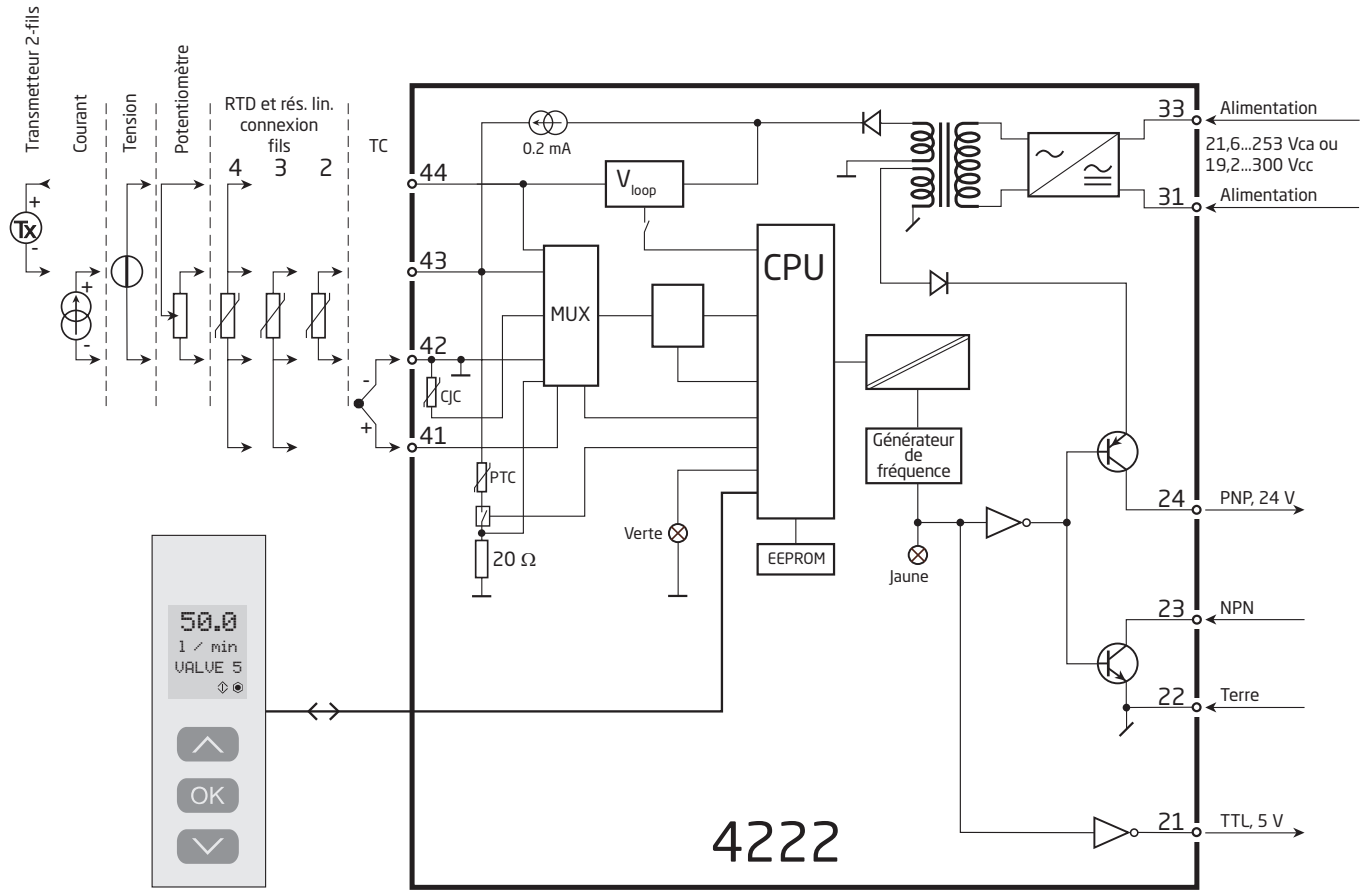 Transmetteur 2-fils
Courant
Tension
Potentiomètre
RTD et rés. lin.
connexion
fils
4 3 2
TC
+
-
Tx
+
-
-
+
44
43
42
41
0.2 mA
V loop
MUX
CPU
CJC
PTC
20 Ω
Verte
EEPROM
Générateur
de
fréquence
Jaune
33
Alimentation
21,6...253 Vca ou
19,2...300 Vcc
31
Alimentation
24
PNP, 24 V
23
NPN
22
Terre
21
TTL, 5 V
50.0
l / min
VALVE 5
OK
4222